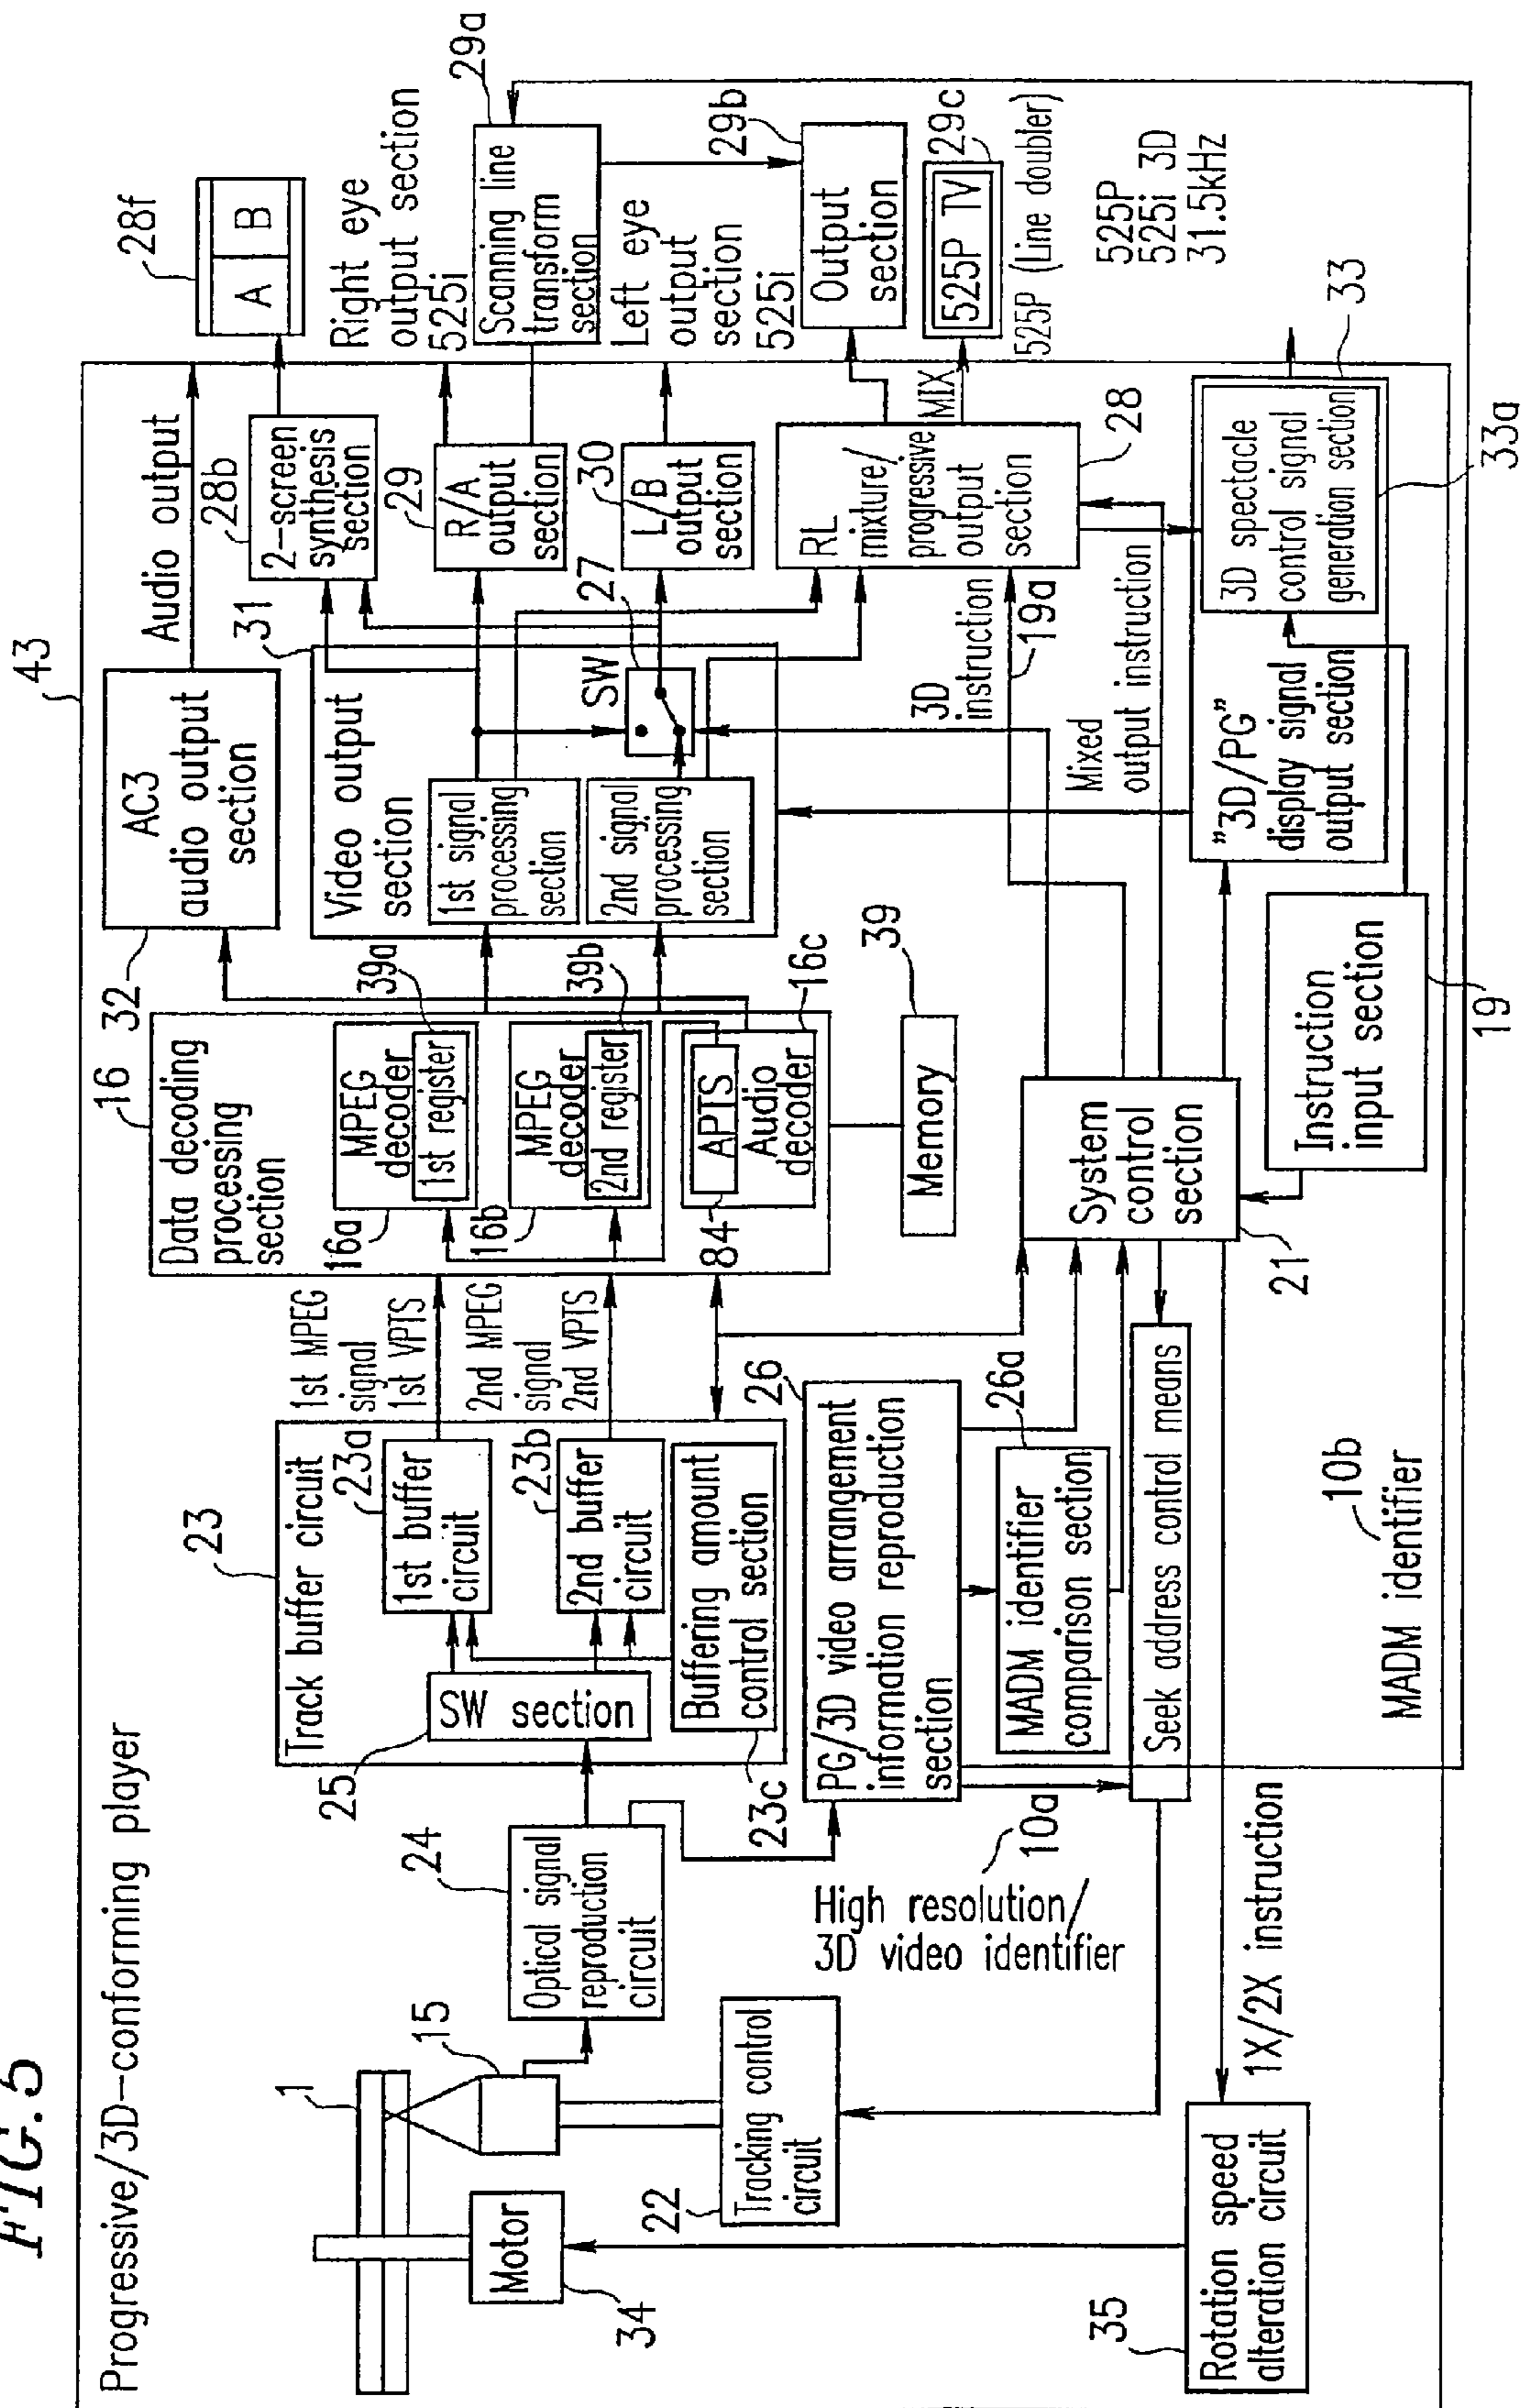 FIG. 5
Progressive/3D-conforming player
43
1
15
Motor
34
22
Tracking control
circuit
35
Rotation speed
alteration circuit
1X/2X instruction
24
Optical signal
reproduction
circuit
High resolution/
3D video identifier
10a
23
Track buffer circuit
25
SW section
23a
1st buffer
circuit
23b
2nd buffer
circuit
Buffering amount
control section
23c
1st MPEG
signal
1st VPTS
2nd MPEG
signal
2nd VPTS
26
PG/3D video arrangement
information reproduction
section
26a
MADM identifier
comparison section
Seek address control means
10b
MADM identifier
16
Data decoding
processing
section
16a
MPEG
decoder
1st register
39a
16b
MPEG
decoder
2nd register
39b
84
APTS
Audio
decoder
16c
Memory
39
System
control
section
21
Instruction
input section
19
32
AC3
audio output
section
Audio output
31
Video output
section
1st signal
processing
section
2nd signal
processing
section
SW
27
3D
instruction
19a
Mixed
output instruction
"3D/PG"
display signal
output section
3D spectacle
control signal
generation section
33
33a
28b
2-screen
synthesis
section
29
R/A
output
section
30
L/B
output
section
RL
mixture/
progressive
output
section
28
MIX
28f
A
B
Right eye
output section
525i
29a
Scanning line
transform
section
Left eye
output
section
525i
29b
Output
section
29c
525P TV
525P (Line doubler)
525P
525i 3D
31.5kHz